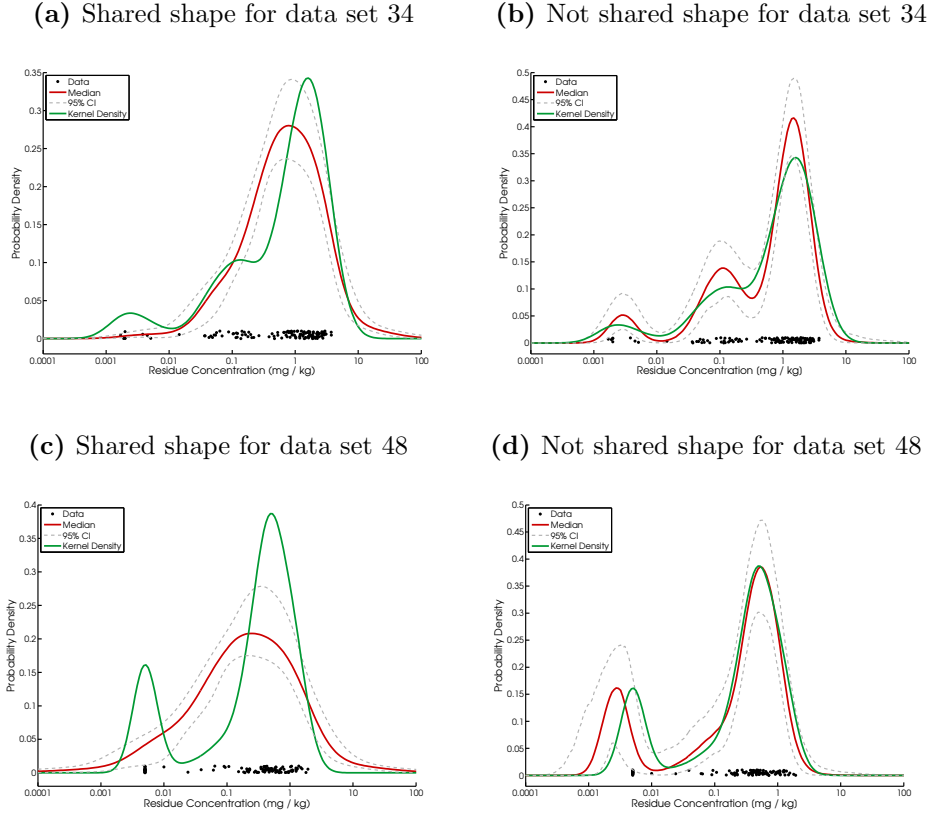 (a) Shared shape for data set 34
0.35
0.3
0.25
0.2
0.15
0.1
0.05
0
Probability Density
Data
Median
95% CI
Kernel Density
0.0001 0.001 0.01 0.1 1 10 100
Residue Concentration (mg / kg)
(b) Not shared shape for data set 34
0.5
0.45
0.4
0.35
0.3
0.25
0.2
0.15
0.1
0.05
0
Probability Density
Data
Median
95% CI
Kernel Density
0.0001 0.001 0.01 0.1 1 10 100
Residue Concentration (mg / kg)
(c) Shared shape for data set 48
0.4
0.35
0.3
0.25
0.2
0.15
0.1
0.05
0
Probability Density
Data
Median
95% CI
Kernel Density
0.0001 0.001 0.01 0.1 1 10 100
Residue Concentration (mg / kg)
(d) Not shared shape for data set 48
0.5
0.45
0.4
0.35
0.3
0.25
0.2
0.15
0.1
0.05
0
Probability Density
Data
Median
95% CI
Kernel Density
0.0001 0.001 0.01 0.1 1 10 100
Residue Concentration (mg / kg)